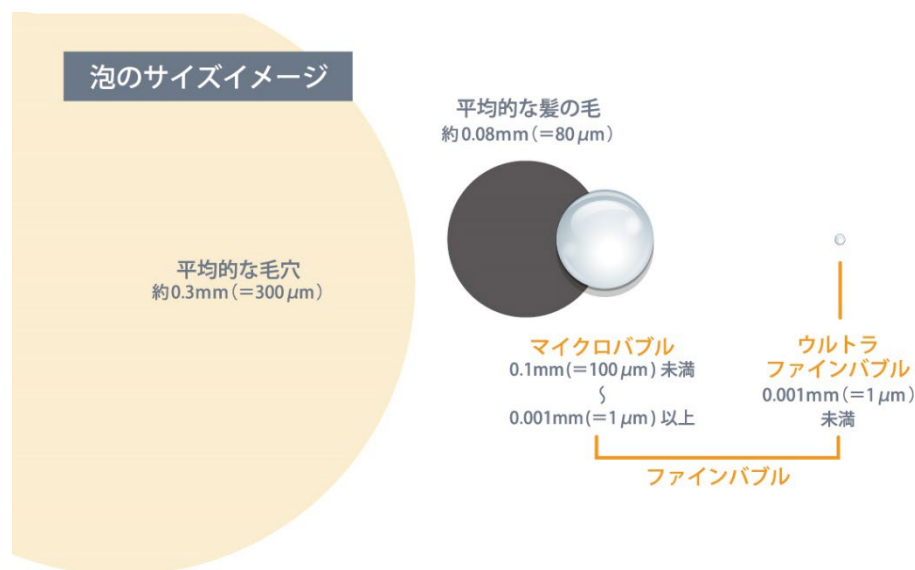 泡のサイズイメージ
平均的な髪の毛
約0.08mm(=80μm)
平均的な毛穴
約0.3mm(=300μm)
マイクロバブル
0.1mm(=100μm)未満
〜
0.001mm(=1μm)以上
ウルトラ
ファインバブル
0.001mm(=1μm)
未満
ファインバブル